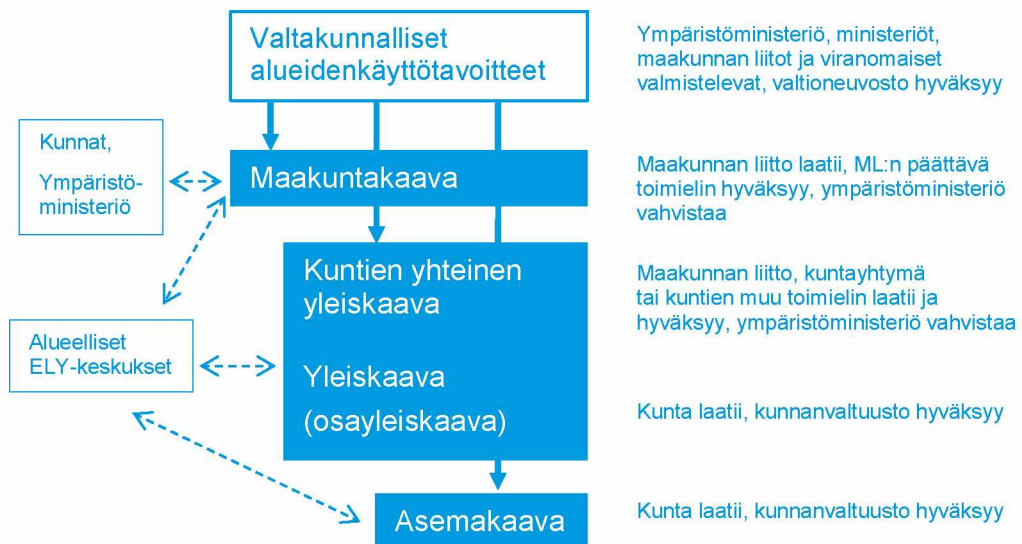 Valtakunnalliset
alueidenkäyttötavoitteet
Ympäristöministeriö, ministeriöt,
maakunnan liitot ja viranomaiset
valmistelevat, valtioneuvosto hyväksyy
Kunnat,
Ympäristö-
ministeriö
Maakuntakaava
Maakunnan liitto laatii, ML:n päättävä
toimielin hyväksyy, ympäristöministeriö
vahvistaa
Kuntien yhteinen
yleiskaava
Maakunnan liitto, kuntayhtymä
tai kuntien muu toimielin laatii ja
hyväksyy, ympäristöministeriö vahvistaa
Alueelliset
ELY-keskukset
Yleiskaava
(osayleiskaava)
Kunta laatii, kunnanvaltuusto hyväksyy
Asemakaava
Kunta laatii, kunnanvaltuusto hyväksyy